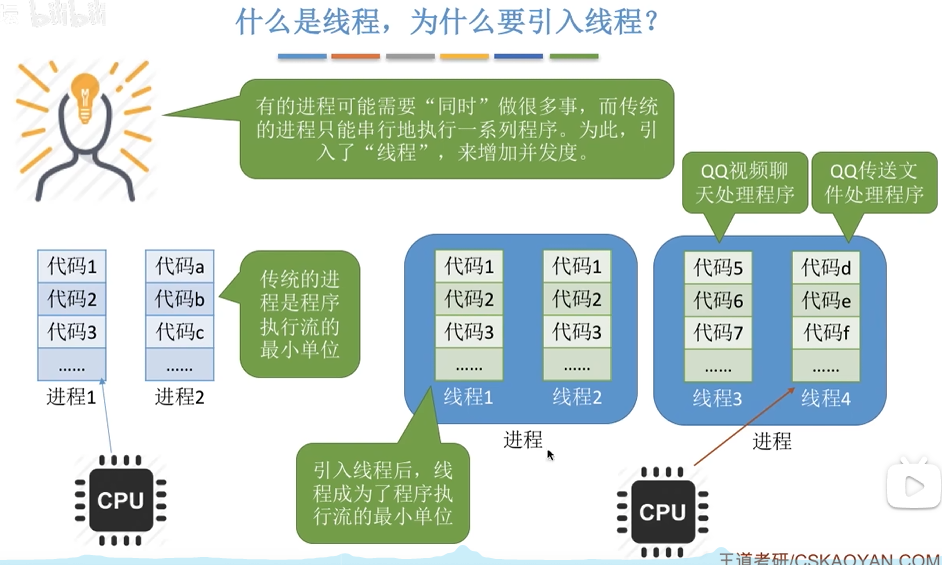 bilibili
什么是线程，为什么要引入线程？
有的进程可能需要“同时”做很多事，而传统
的进程只能串行地执行一系列程序。为此，引
入了“线程”，来增加并发度。
QQ视频聊
天处理程序
QQ传送文
件处理程序
代码1
代码2
代码3
……
进程1
代码a
代码b
代码c
……
进程2
传统的进
程是程序
执行流的
最小单位
代码1
代码2
代码3
……
线程1
代码1
代码2
代码3
……
线程2
进程
代码5
代码6
代码7
……
线程3
代码d
代码e
代码f
……
线程4
进程
引入线程后，线
程成为了程序执
行流的最小单位
CPU
CPU
王道考研/CSKAOYAN.COM